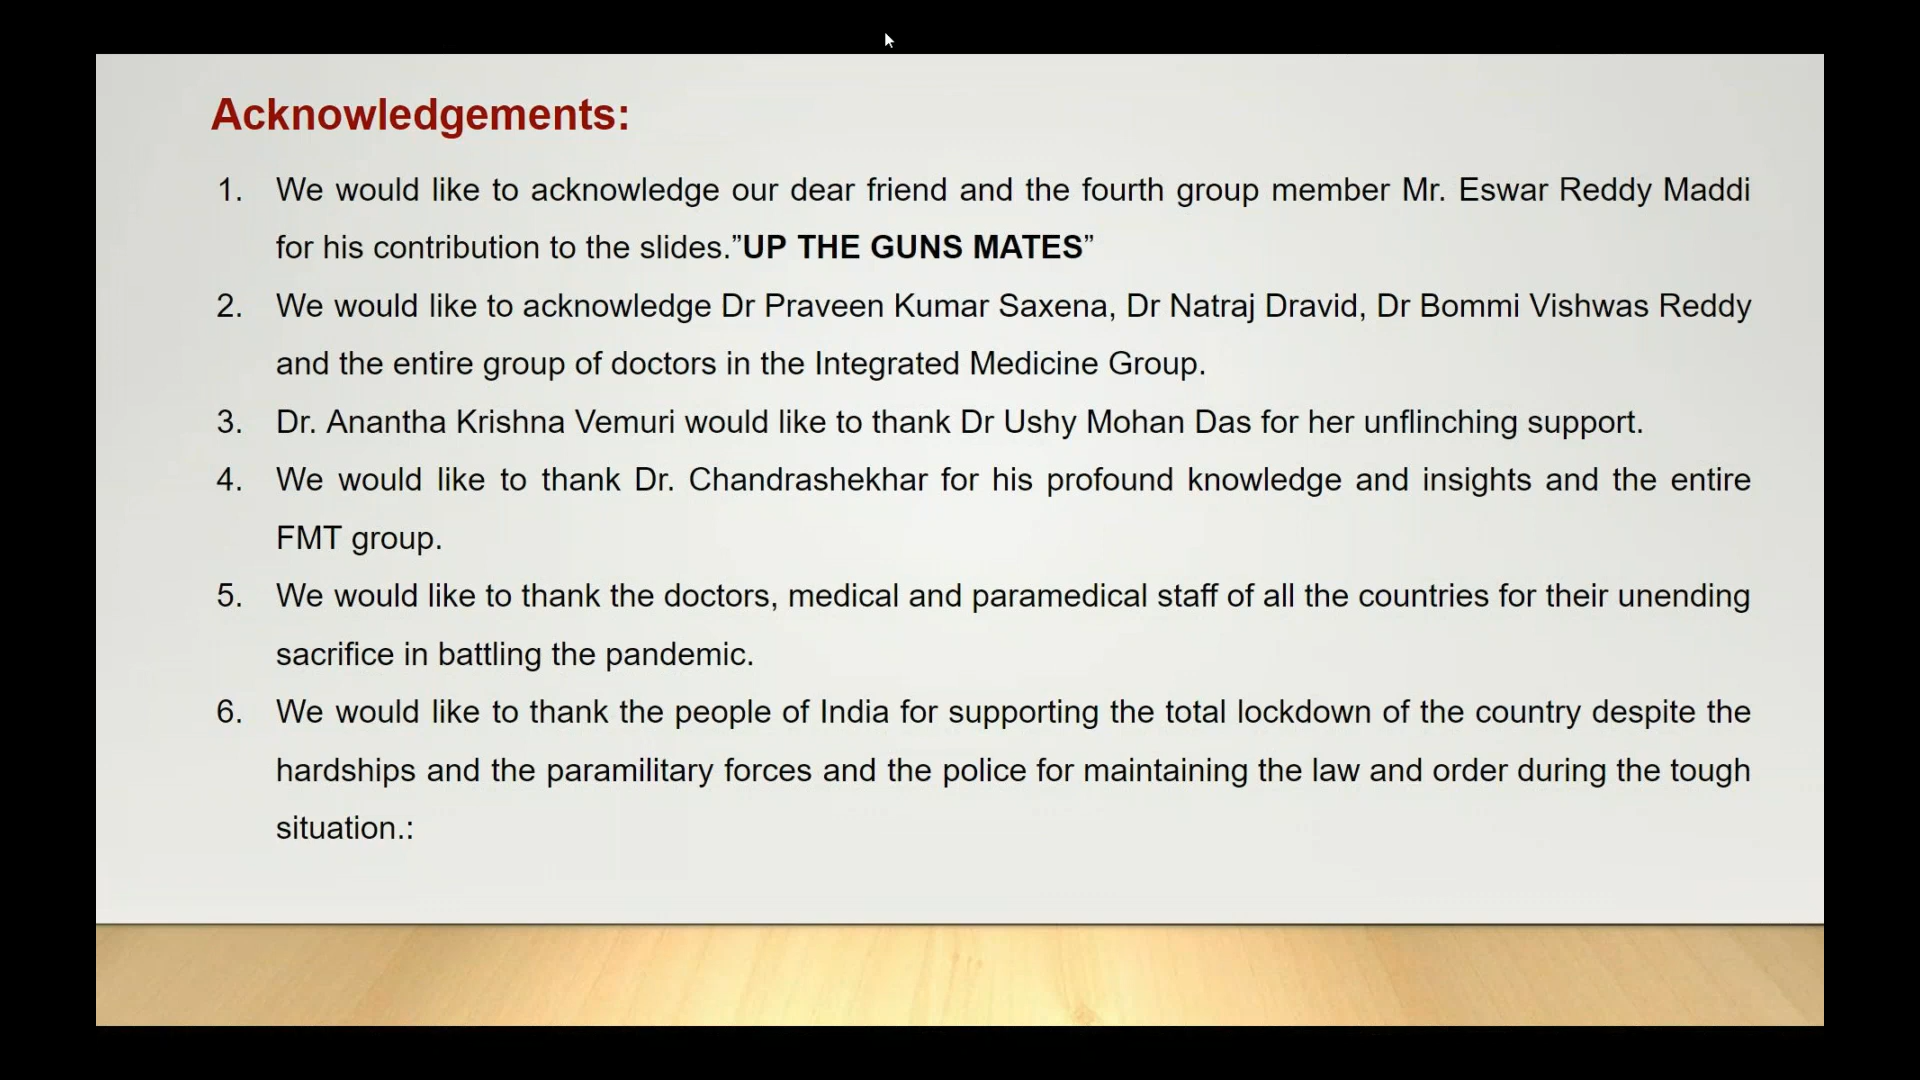 Acknowledgements:
1. We would like to acknowledge our dear friend and the fourth group member Mr. Eswar Reddy Maddi
for his contribution to the slides.”UP THE GUNS MATES”
2. We would like to acknowledge Dr Praveen Kumar Saxena, Dr Natraj Dravid, Dr Bommi Vishwas Reddy
and the entire group of doctors in the Integrated Medicine Group.
3. Dr. Anantha Krishna Vemuri would like to thank Dr Ushy Mohan Das for her unflinching support.
4. We would like to thank Dr. Chandrashekhar for his profound knowledge and insights and the entire
FMT group.
5. We would like to thank the doctors, medical and paramedical staff of all the countries for their unending
sacrifice in battling the pandemic.
6. We would like to thank the people of India for supporting the total lockdown of the country despite the
hardships and the paramilitary forces and the police for maintaining the law and order during the tough
situation.: